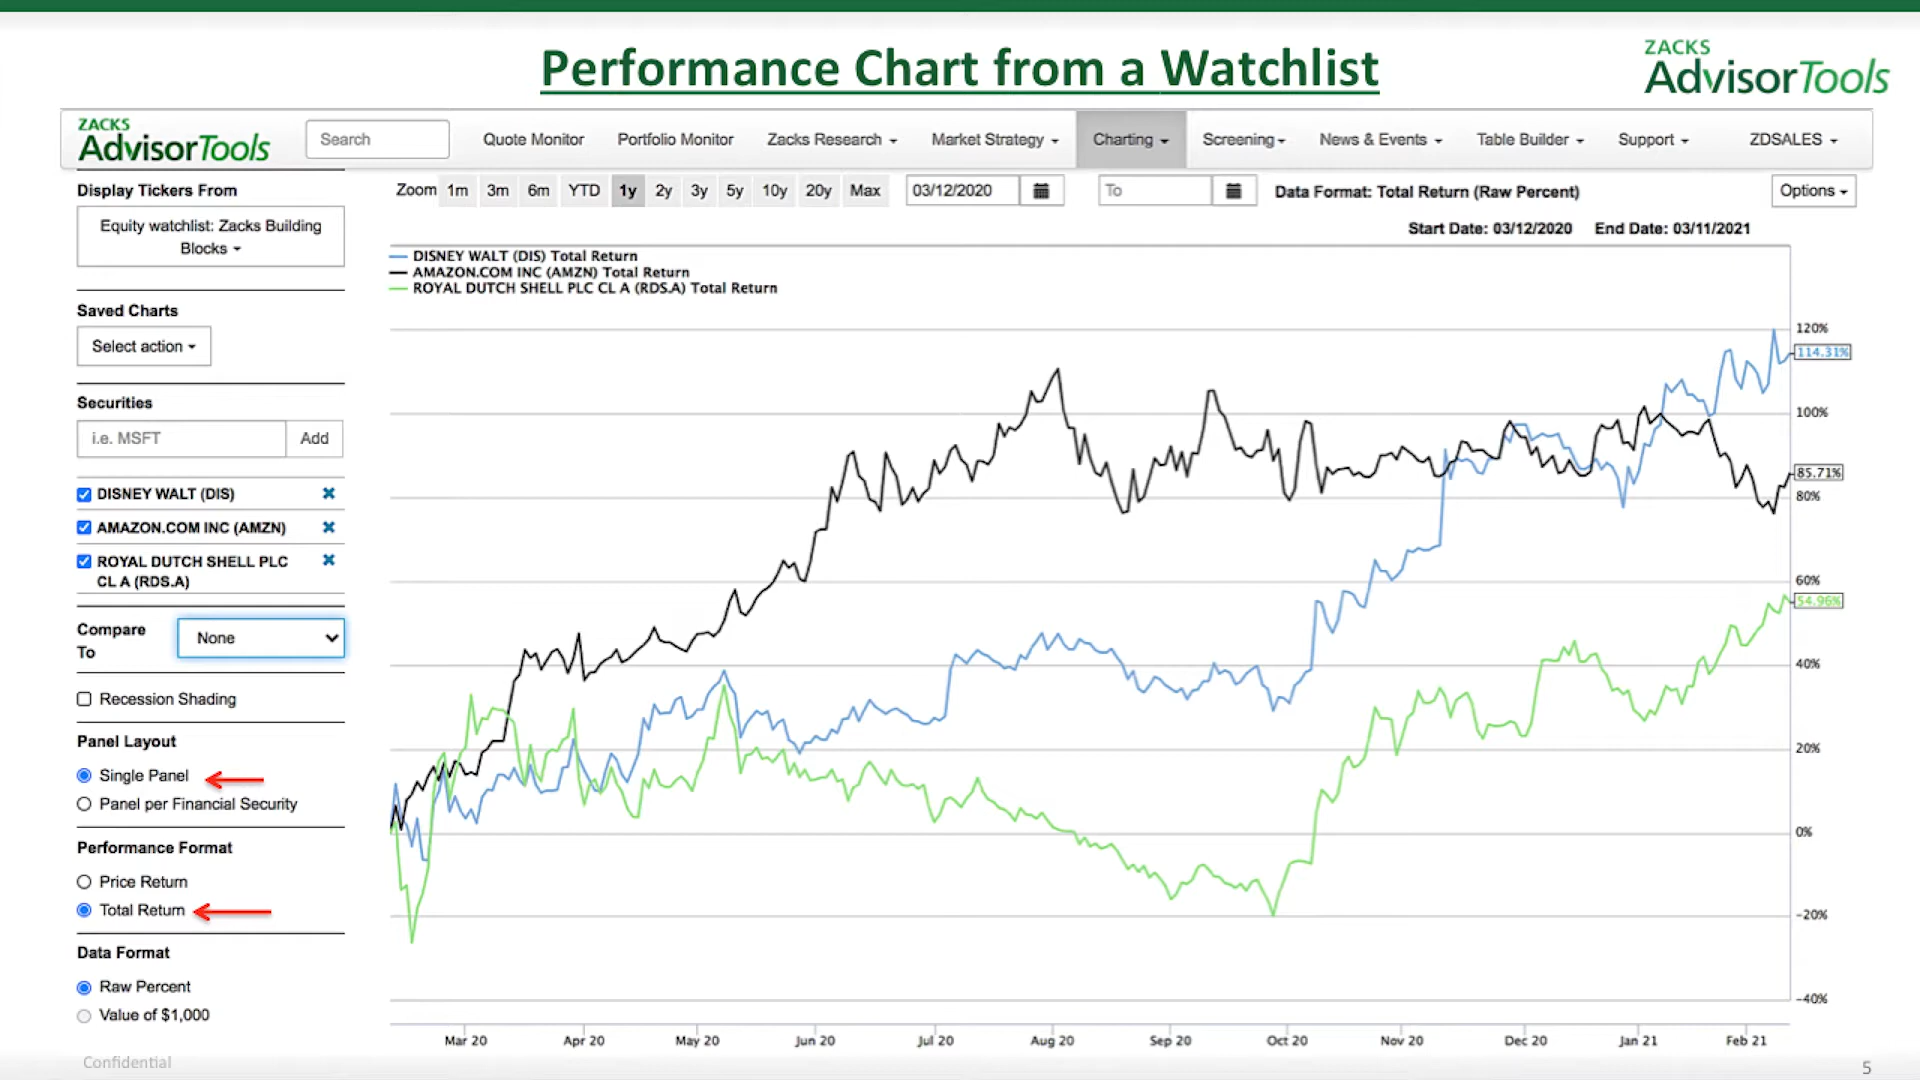 Performance Chart from a Watchlist
ZACKS
AdvisorTools
ZACKS
AdvisorTools
Search
Quote Monitor
Portfolio Monitor
Zacks Research
Market Strategy
Charting
Screening
News & Events
Table Builder
Support
ZDSALES
Display Tickers From
Equity watchlist: Zacks Building
Blocks
Zoom 1m 3m 6m YTD 1y 2y 3y 5y 10y 20y Max
03/12/2020
To
Data Format: Total Return (Raw Percent)
Options
Start Date: 03/12/2020 End Date: 03/11/2021
Saved Charts
Select action
Securities
i.e. MSFT
Add
DISNEY WALT (DIS)
AMAZON.COM INC (AMZN)
ROYAL DUTCH SHELL PLC
CL A (RDS.A)
Compare
To
None
Recession Shading
Panel Layout
Single Panel
Panel per Financial Security
Performance Format
Price Return
Total Return
Data Format
Raw Percent
Value of $1,000
DISNEY WALT (DIS) Total Return
AMAZON.COM INC (AMZN) Total Return
ROYAL DUTCH SHELL PLC CL A (RDS.A) Total Return
120%
114.31%
100%
85.71%
80%
60%
54.96%
40%
20%
0%
-20%
-40%
Mar 20
Apr 20
May 20
Jun 20
Jul 20
Aug 20
Sep 20
Oct 20
Nov 20
Dec 20
Jan 21
Feb 21
Confidential
5